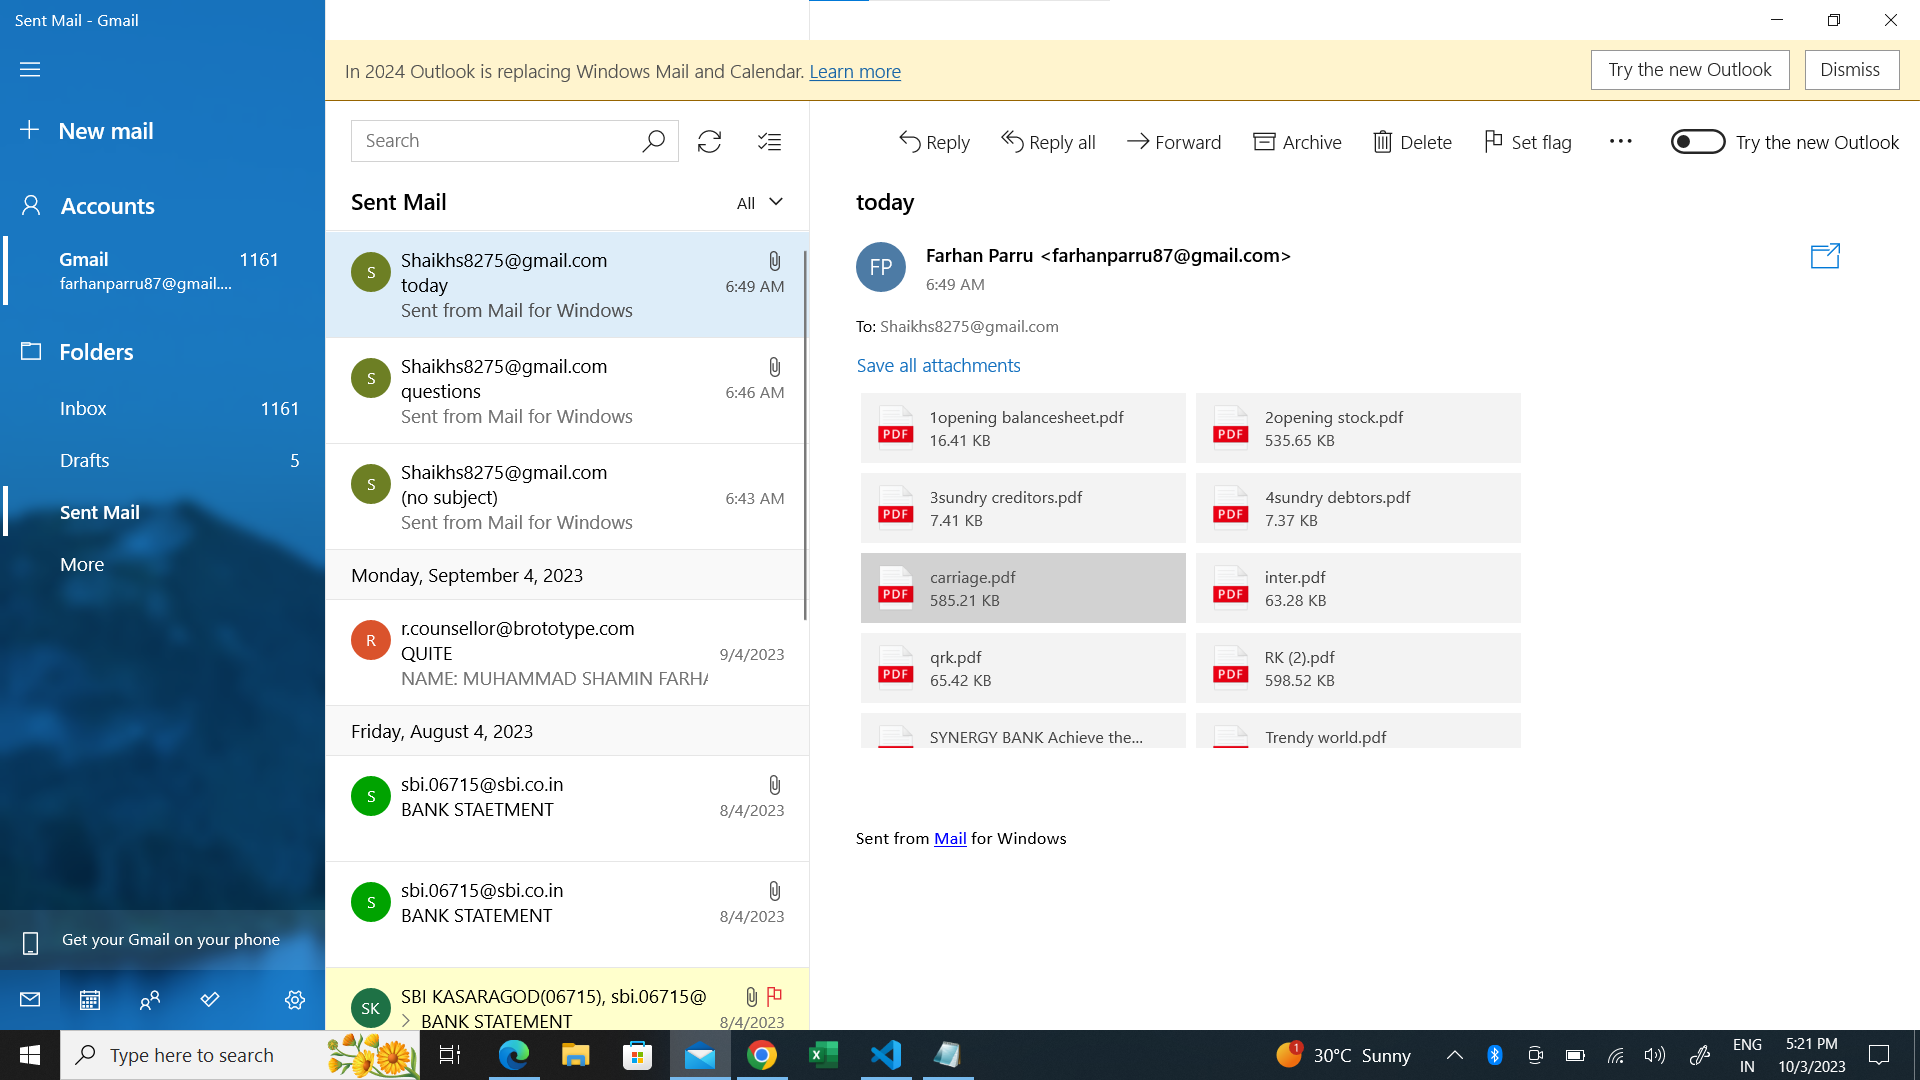 Sent Mail - Gmail
In 2024 Outlook is replacing Windows Mail and Calendar. Learn more
Try the new Outlook
Dismiss
New mail
Accounts
Gmail 1161
farhanparru87@gmail....
Folders
Inbox 1161
Drafts 5
Sent Mail
More
Get your Gmail on your phone
Search
Sent Mail
All
S
Shaikhs8275@gmail.com
today 6:49 AM
Sent from Mail for Windows
S
Shaikhs8275@gmail.com
questions 6:46 AM
Sent from Mail for Windows
S
Shaikhs8275@gmail.com
(no subject) 6:43 AM
Sent from Mail for Windows
Monday, September 4, 2023
R
r.counsellor@brototype.com
QUITE 9/4/2023
NAME: MUHAMMAD SHAMIN FARHA
Friday, August 4, 2023
S
sbi.06715@sbi.co.in
BANK STAETMENT 8/4/2023
S
sbi.06715@sbi.co.in
BANK STATEMENT 8/4/2023
SK
SBI KASARAGOD(06715), sbi.06715@
BANK STATEMENT 8/4/2023
Reply
Reply all
Forward
Archive
Delete
Set flag
Try the new Outlook
today
FP
Farhan Parru <farhanparru87@gmail.com>
6:49 AM
To: Shaikhs8275@gmail.com
Save all attachments
PDF 1opening balancesheet.pdf
16.41 KB
PDF 2opening stock.pdf
535.65 KB
PDF 3sundry creditors.pdf
7.41 KB
PDF 4sundry debtors.pdf
7.37 KB
PDF carriage.pdf
585.21 KB
PDF inter.pdf
63.28 KB
PDF qrk.pdf
65.42 KB
PDF RK (2).pdf
598.52 KB
SYNERGY BANK Achieve the...
Trendy world.pdf
Sent from Mail for Windows
Type here to search
1
30°C Sunny
ENG
IN
5:21 PM
10/3/2023